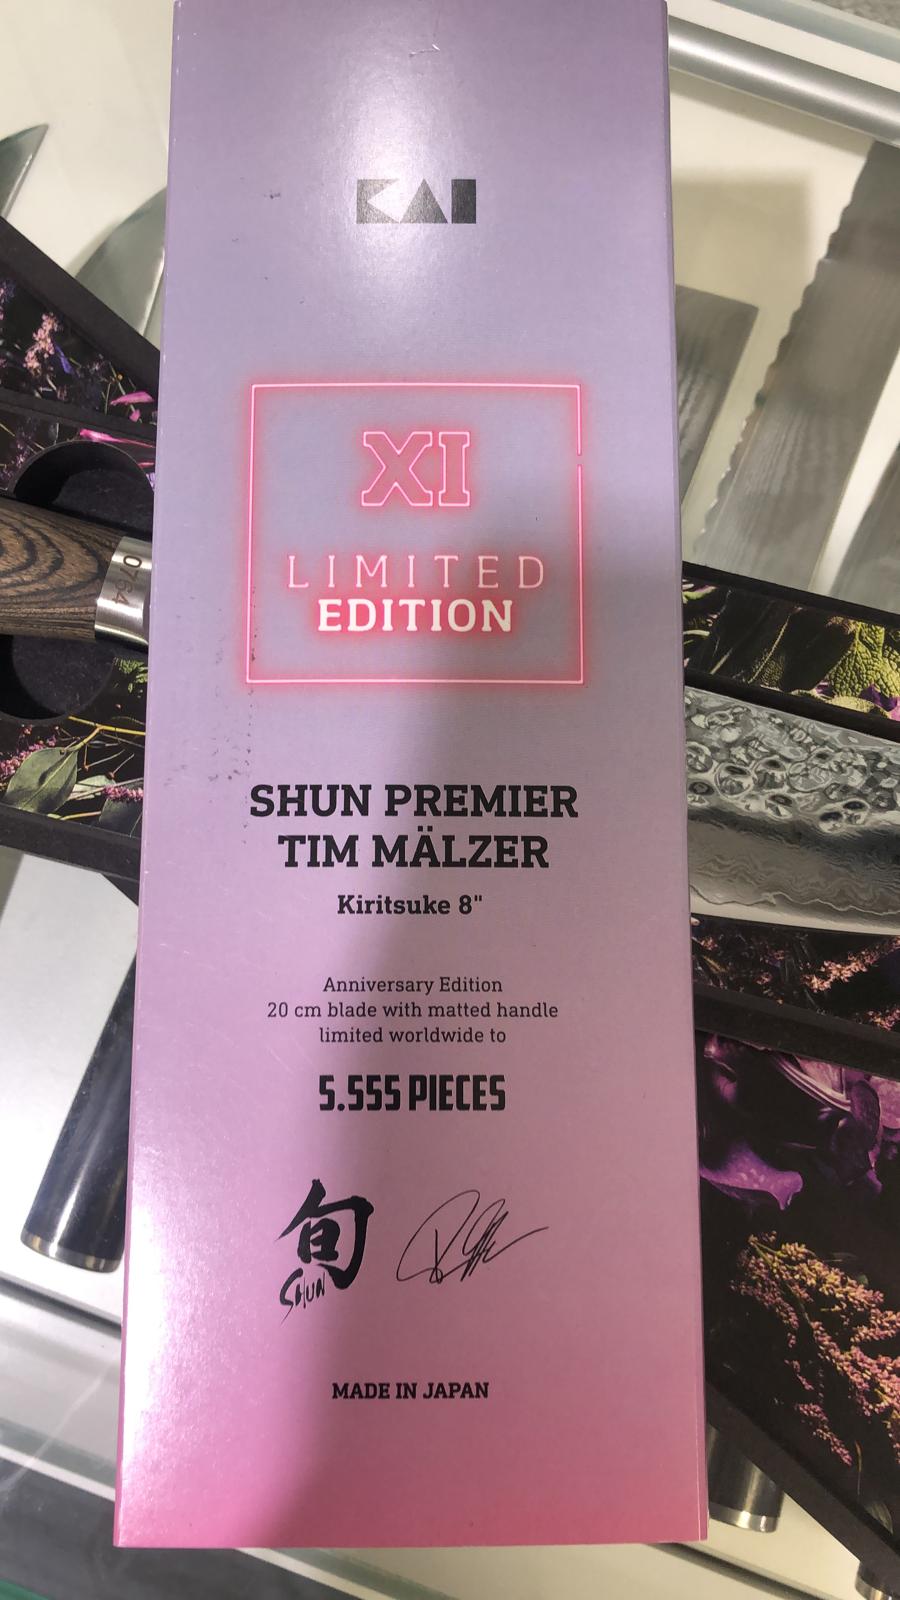 KAI
XI
LIMITED
EDITION
0764
SHUN PREMIER
TIM MÄLZER
Kiritsuke 8"
Anniversary Edition
20 cm blade with matted handle
limited worldwide to
5.555 PIECES
旬
SHUN
MADE IN JAPAN